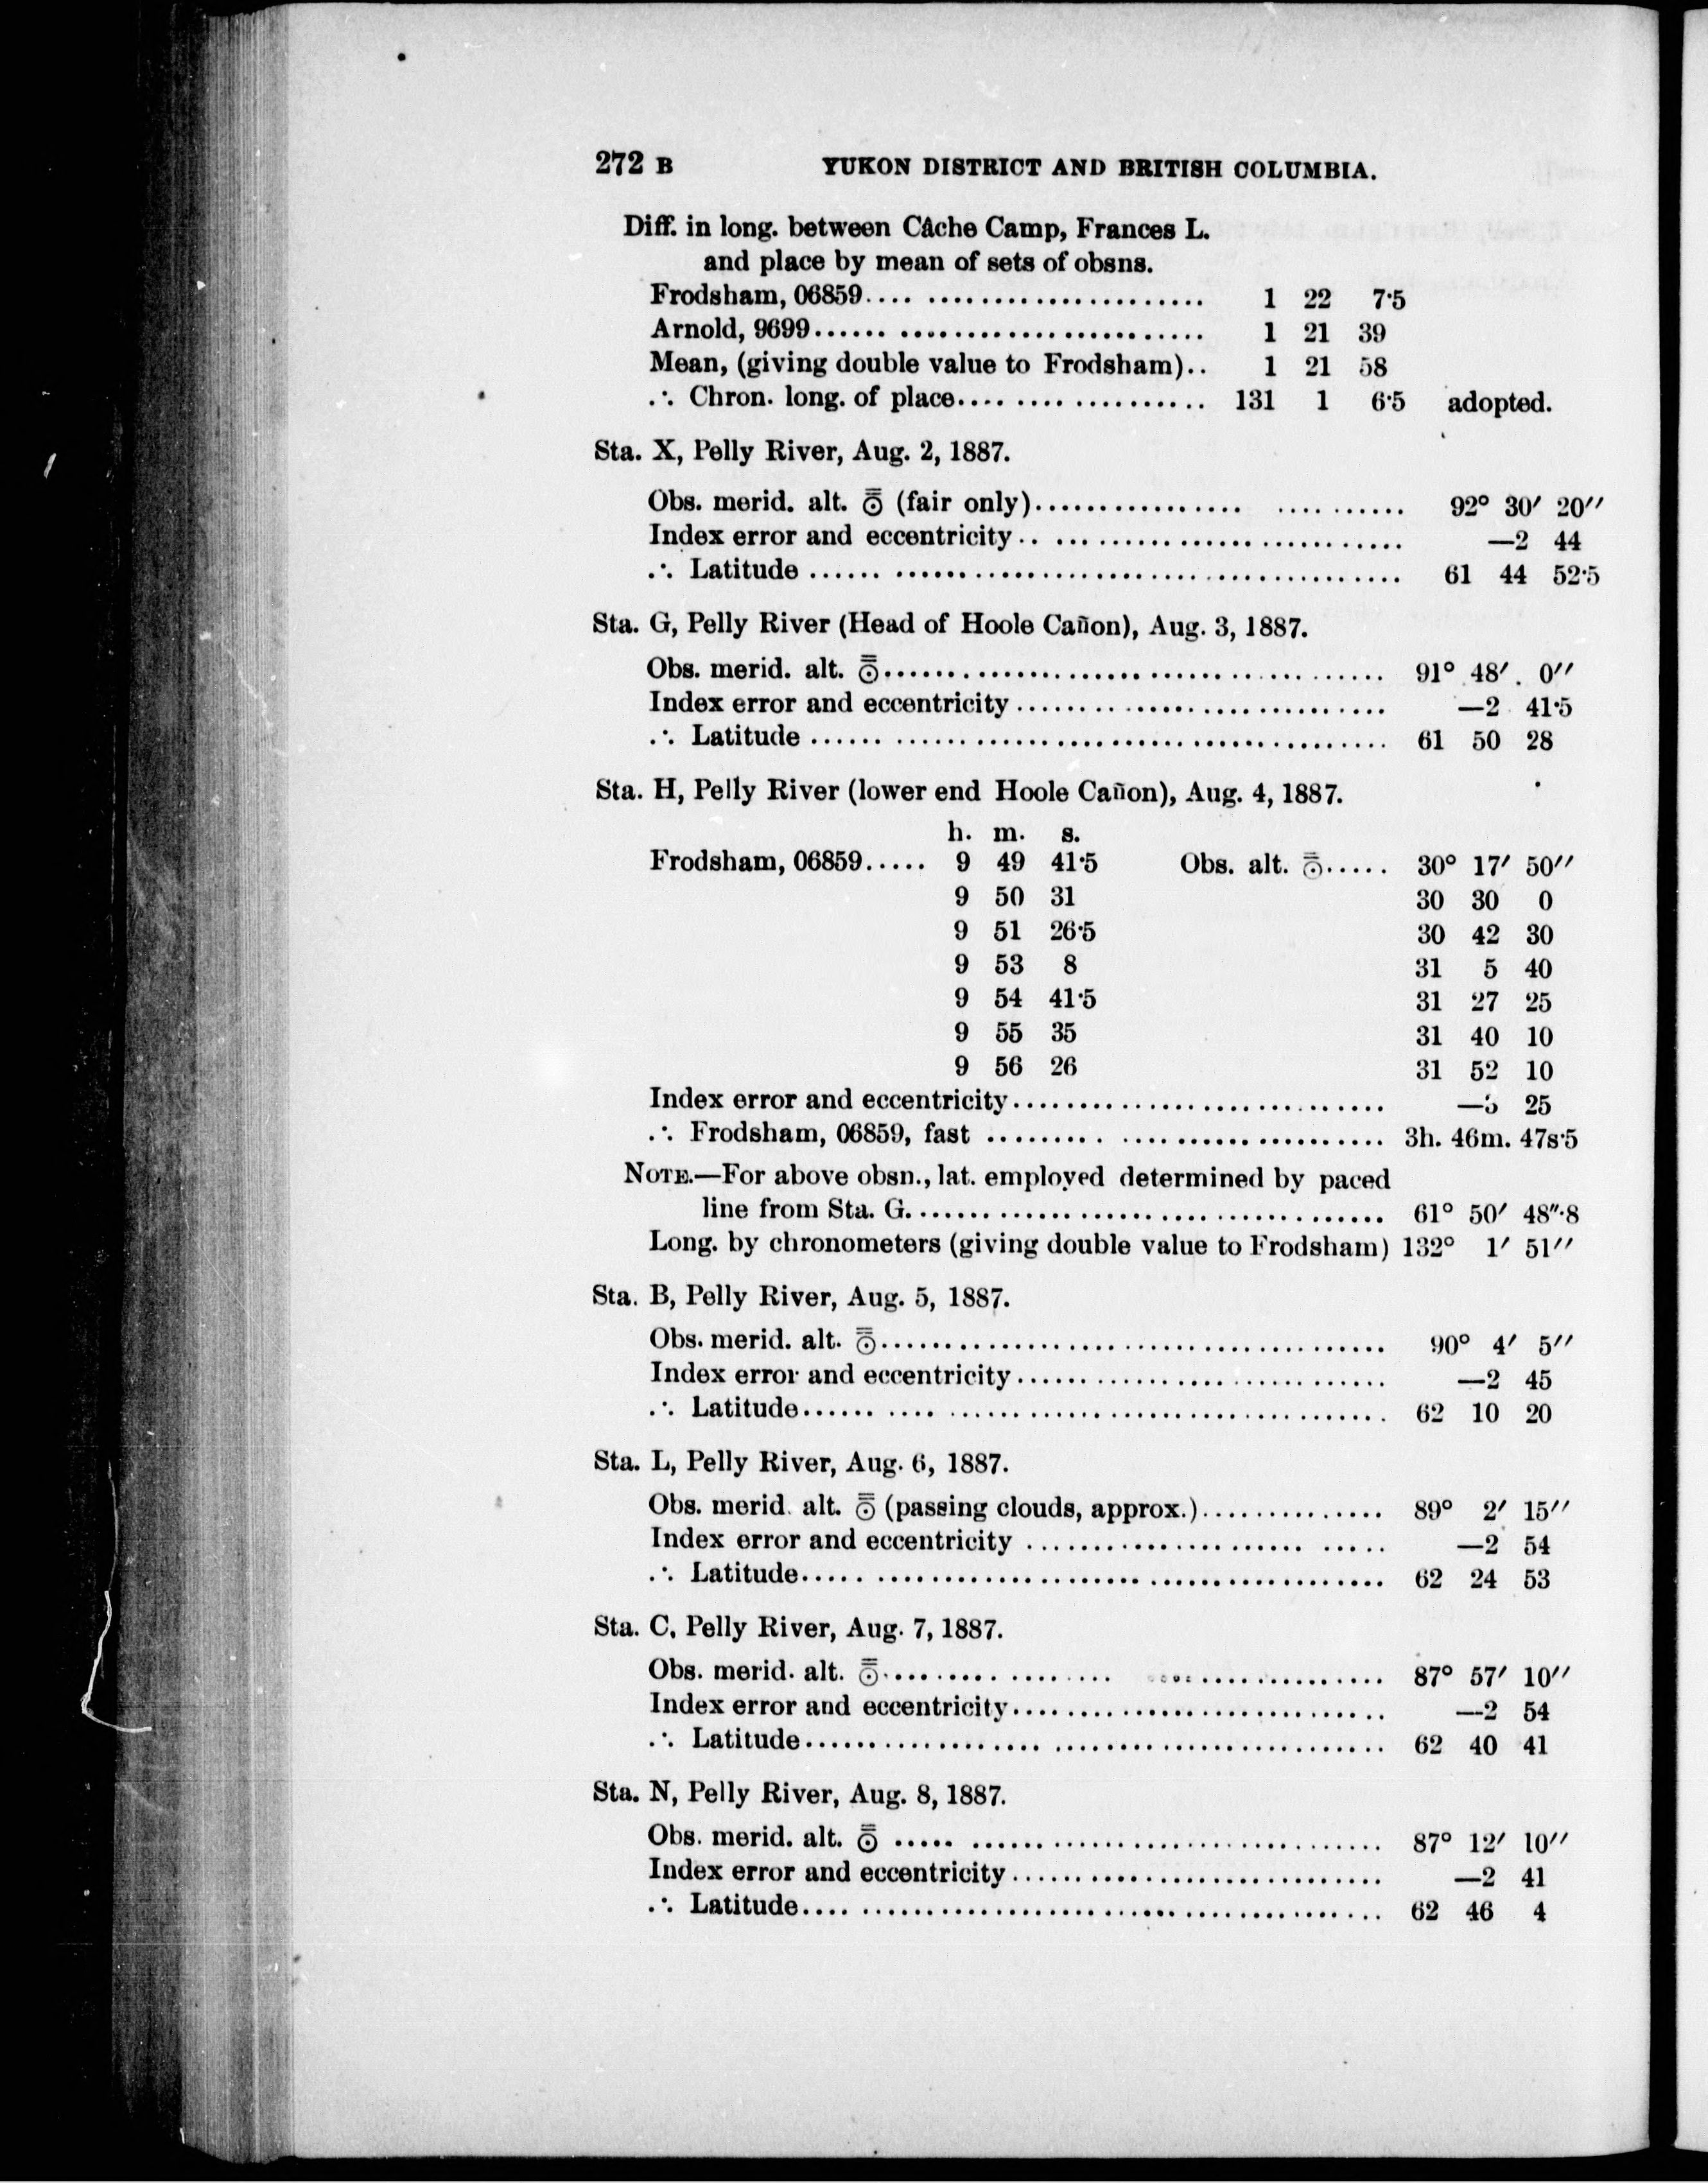 272 B YUKON DISTRICT AND BRITISH COLUMBIA.
Diff. in long. between Câche Camp, Frances L.
and place by mean of sets of obsns.
Frodsham, 06859.... ..................... 1 22 7·5
Arnold, 9699...... ....................... 1 21 39
Mean, (giving double value to Frodsham).. 1 21 58
∴ Chron. long. of place.... .... .......... 131 1 6·5 adopted.
Sta. X, Pelly River, Aug. 2, 1887.
Obs. merid. alt. ☉ (fair only)................ .......... 92° 30′ 20′′
Index error and eccentricity.. .......................... —2 44
∴ Latitude ...... ..................................... 61 44 52·5
Sta. G, Pelly River (Head of Hoole Cañon), Aug. 3, 1887.
Obs. merid. alt. ☉...................................... 91° 48′ 0′′
Index error and eccentricity............................ —2 41·5
∴ Latitude ...... ..................................... 61 50 28
Sta. H, Pelly River (lower end Hoole Cañon), Aug. 4, 1887.
h. m. s.
Frodsham, 06859..... 9 49 41·5 Obs. alt. ☉..... 30° 17′ 50′′
9 50 31 30 30 0
9 51 26·5 30 42 30
9 53 8 31 5 40
9 54 41·5 31 27 25
9 55 35 31 40 10
9 56 26 31 52 10
Index error and eccentricity............................ —3 25
∴ Frodsham, 06859, fast ......... .................... 3h. 46m. 47s·5
NOTE.—For above obsn., lat. employed determined by paced
line from Sta. G.................................... 61° 50′ 48′′·8
Long. by chronometers (giving double value to Frodsham) 132° 1′ 51′′
Sta. B, Pelly River, Aug. 5, 1887.
Obs. merid. alt. ☉...................................... 90° 4′ 5′′
Index error and eccentricity............................ —2 45
∴ Latitude...... .... ................................. 62 10 20
Sta. L, Pelly River, Aug. 6, 1887.
Obs. merid. alt. ☉ (passing clouds, approx.).............. 89° 2′ 15′′
Index error and eccentricity ..................... ..... —2 54
∴ Latitude..... ...................................... 62 24 53
Sta. C, Pelly River, Aug. 7, 1887.
Obs. merid. alt. ☉.......... ........ .... .............. 87° 57′ 10′′
Index error and eccentricity............................ —2 54
∴ Latitude.................. ......................... 62 40 41
Sta. N, Pelly River, Aug. 8, 1887.
Obs. merid. alt. ☉ ..... ............................... 87° 12′ 10′′
Index error and eccentricity............................ —2 41
∴ Latitude.... ....................................... 62 46 4